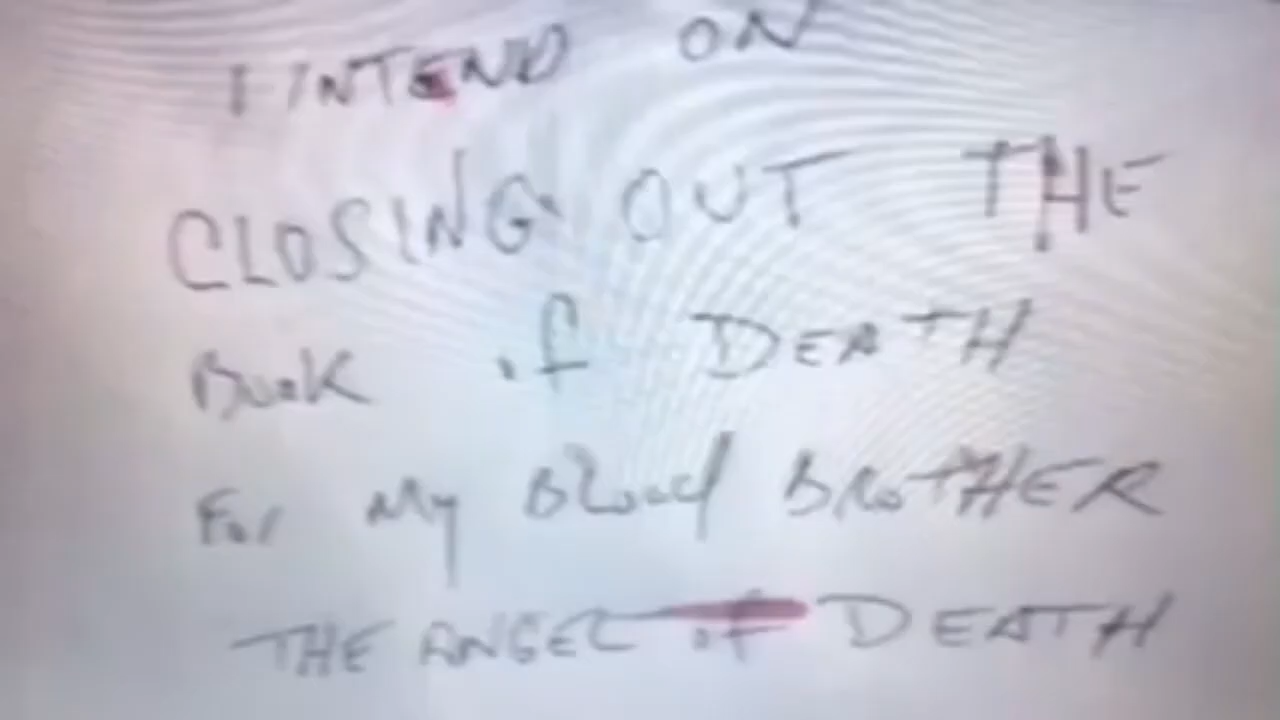 I INTEND ON
CLOSING OUT THE
BOOK of DEATH
For My Blood BRoTHER
THE ANGEL of DEATH